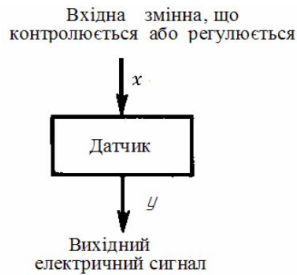 Вхідна змінна, що
контролюється або регулюється
x
Датчик
y
Вихідний
електричний сигнал